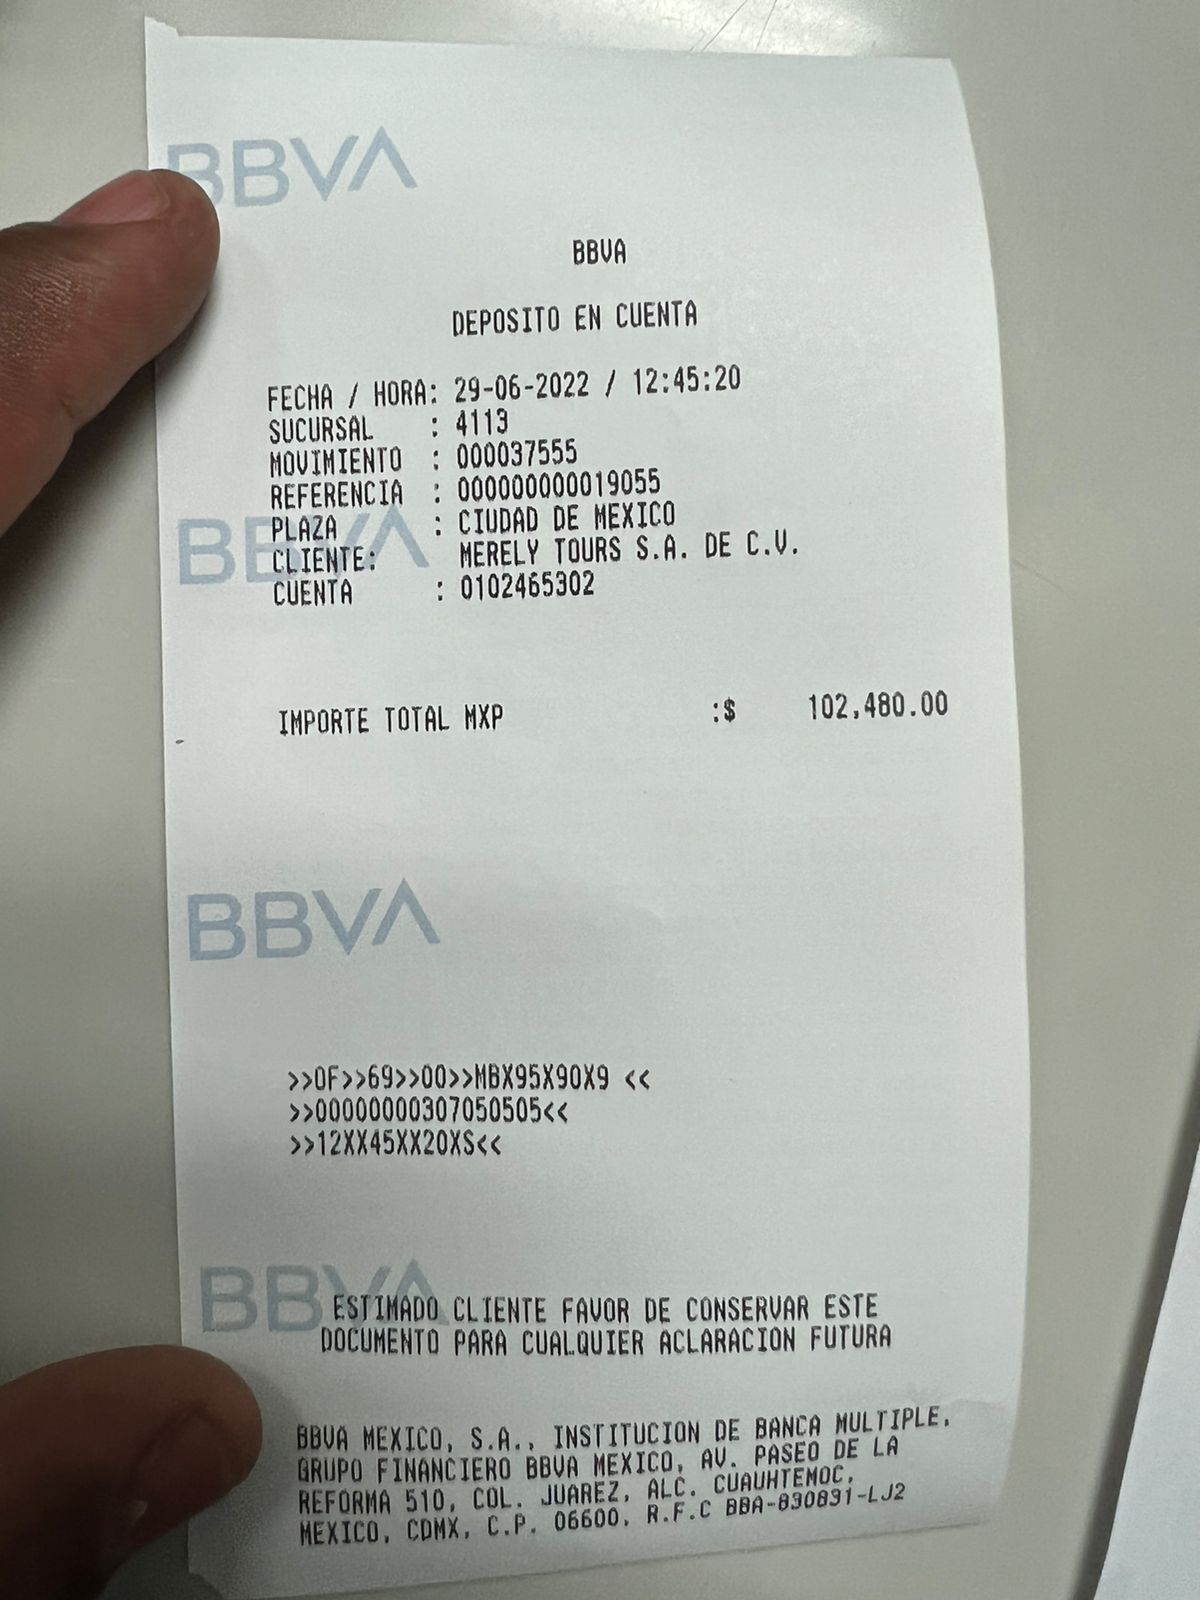 BBVA
BBVA
DEPOSITO EN CUENTA
FECHA / HORA: 29-06-2022 / 12:45:20
SUCURSAL : 4113
MOVIMIENTO : 000037555
REFERENCIA : 000000000019055
BBVA
PLAZA : CIUDAD DE MEXICO
CLIENTE: MERELY TOURS S.A. DE C.V.
CUENTA : 0102465302
IMPORTE TOTAL MXP :$ 102,480.00
BBVA
>>0F>>69>>00>>MBX95X90X9 <<
>>00000000307050505<<
>>12XX45XX20XS<<
BBVA
ESTIMADO CLIENTE FAVOR DE CONSERVAR ESTE
DOCUMENTO PARA CUALQUIER ACLARACION FUTURA
BBVA MEXICO, S.A., INSTITUCION DE BANCA MULTIPLE,
GRUPO FINANCIERO BBVA MEXICO, AV. PASEO DE LA
REFORMA 510, COL. JUAREZ, ALC. CUAUHTEMOC,
MEXICO, CDMX, C.P. 06600, R.F.C BBA-830831-LJ2